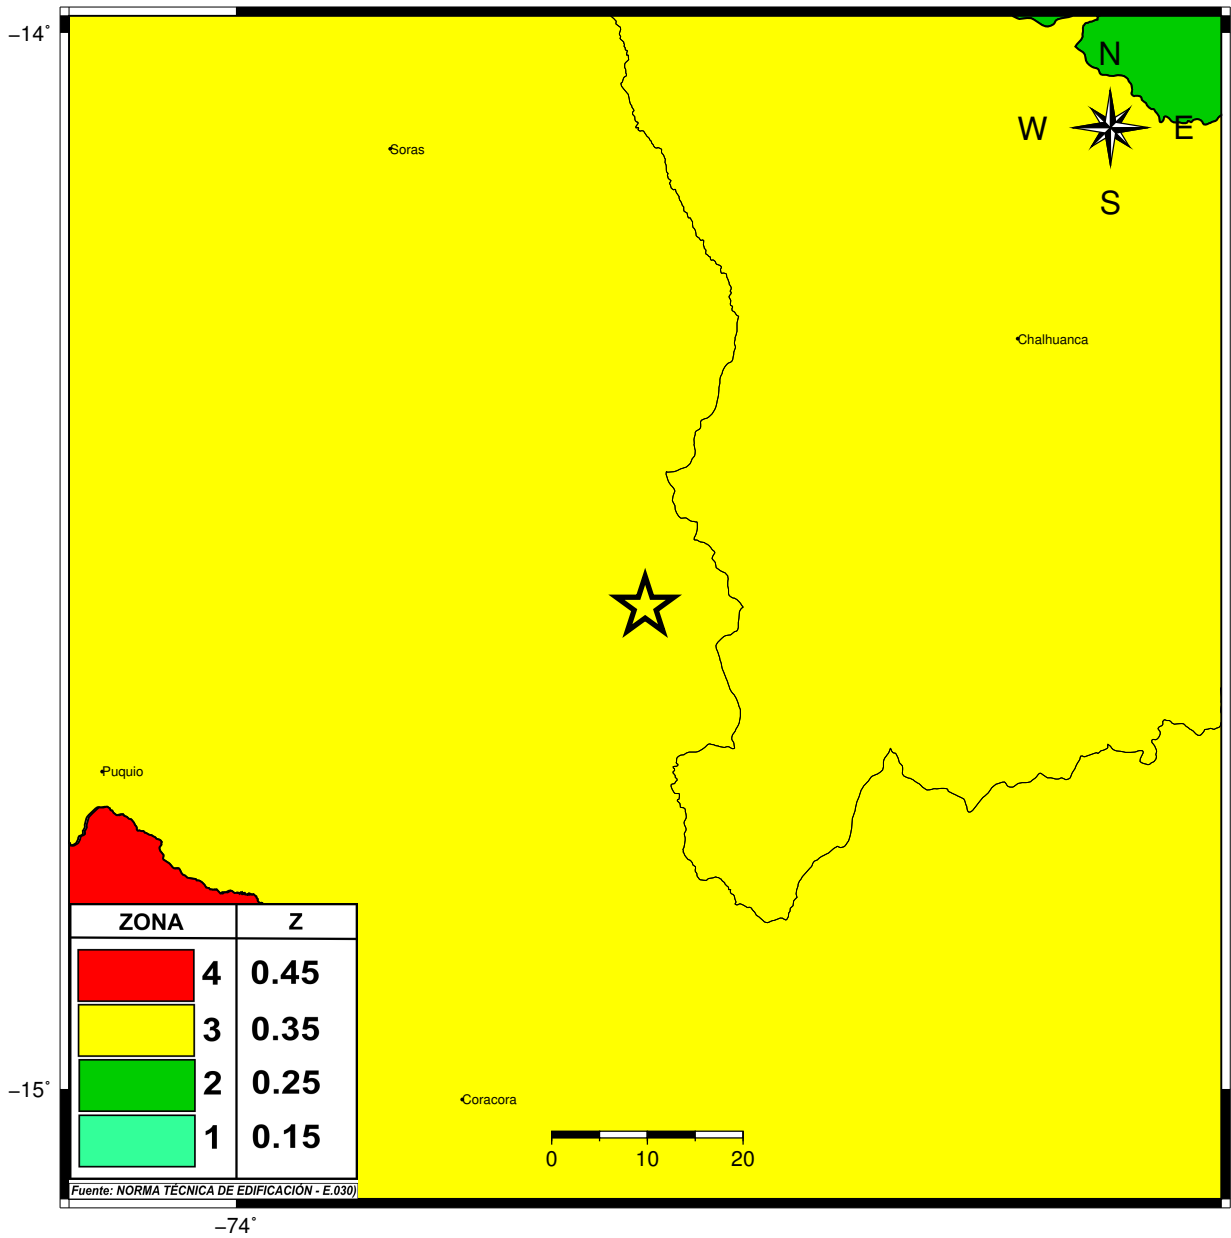 −14˚
N
W
E
S
Soras
Chalhuanca
Puquio
ZONA Z
4 0.45
3 0.35
2 0.25
1 0.15
Fuente: NORMA TÉCNICA DE EDIFICACIÓN - E.030)
−15˚
Coracora
0 10 20
−74˚